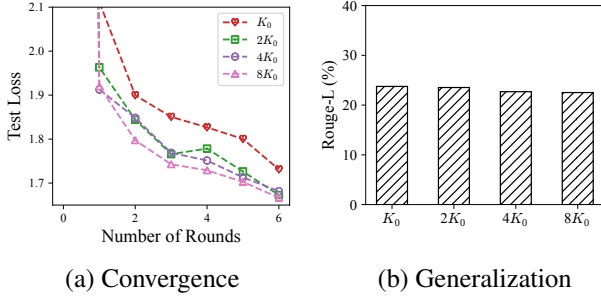 Test Loss
2.1
2.0
1.9
1.8
1.7
0 2 4 6
Number of Rounds
K₀
2K₀
4K₀
8K₀
(a) Convergence
Rouge-L (%)
40
30
20
10
0
K₀ 2K₀ 4K₀ 8K₀
(b) Generalization